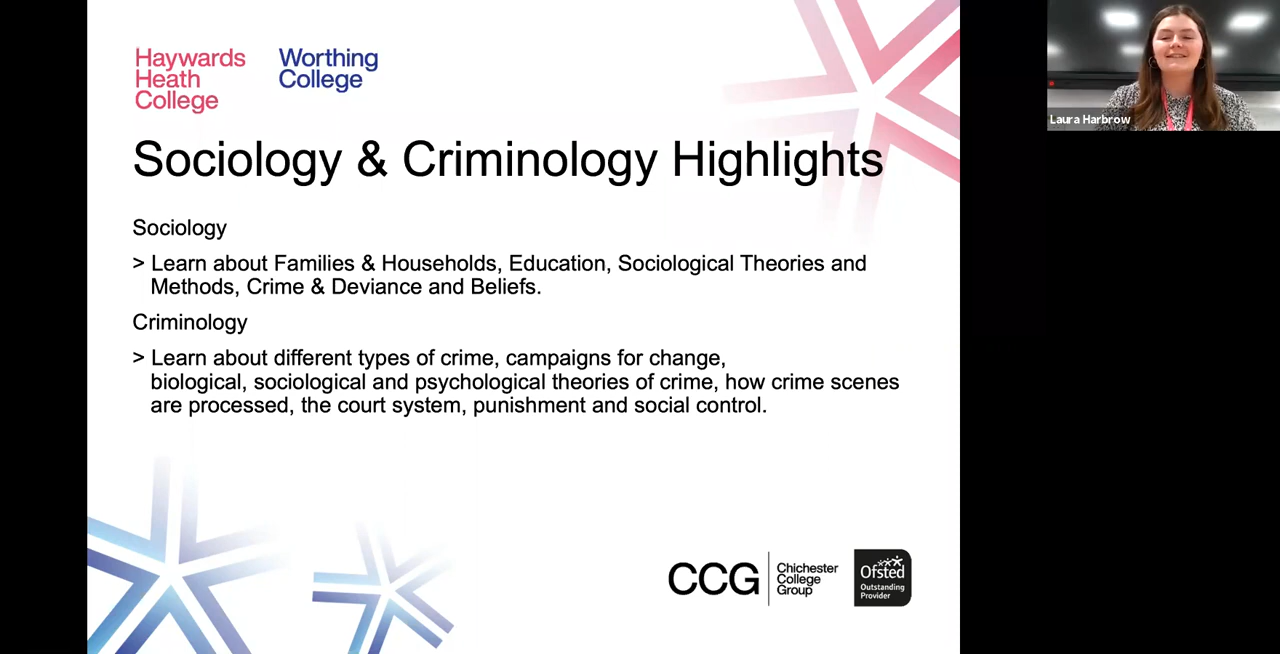 Haywards
Heath
College
Worthing
College
Sociology & Criminology Highlights
Sociology
> Learn about Families & Households, Education, Sociological Theories and
Methods, Crime & Deviance and Beliefs.
Criminology
> Learn about different types of crime, campaigns for change,
biological, sociological and psychological theories of crime, how crime scenes
are processed, the court system, punishment and social control.
CCG
Chichester
College
Group
Ofsted
Outstanding
Provider
Laura Harbrow